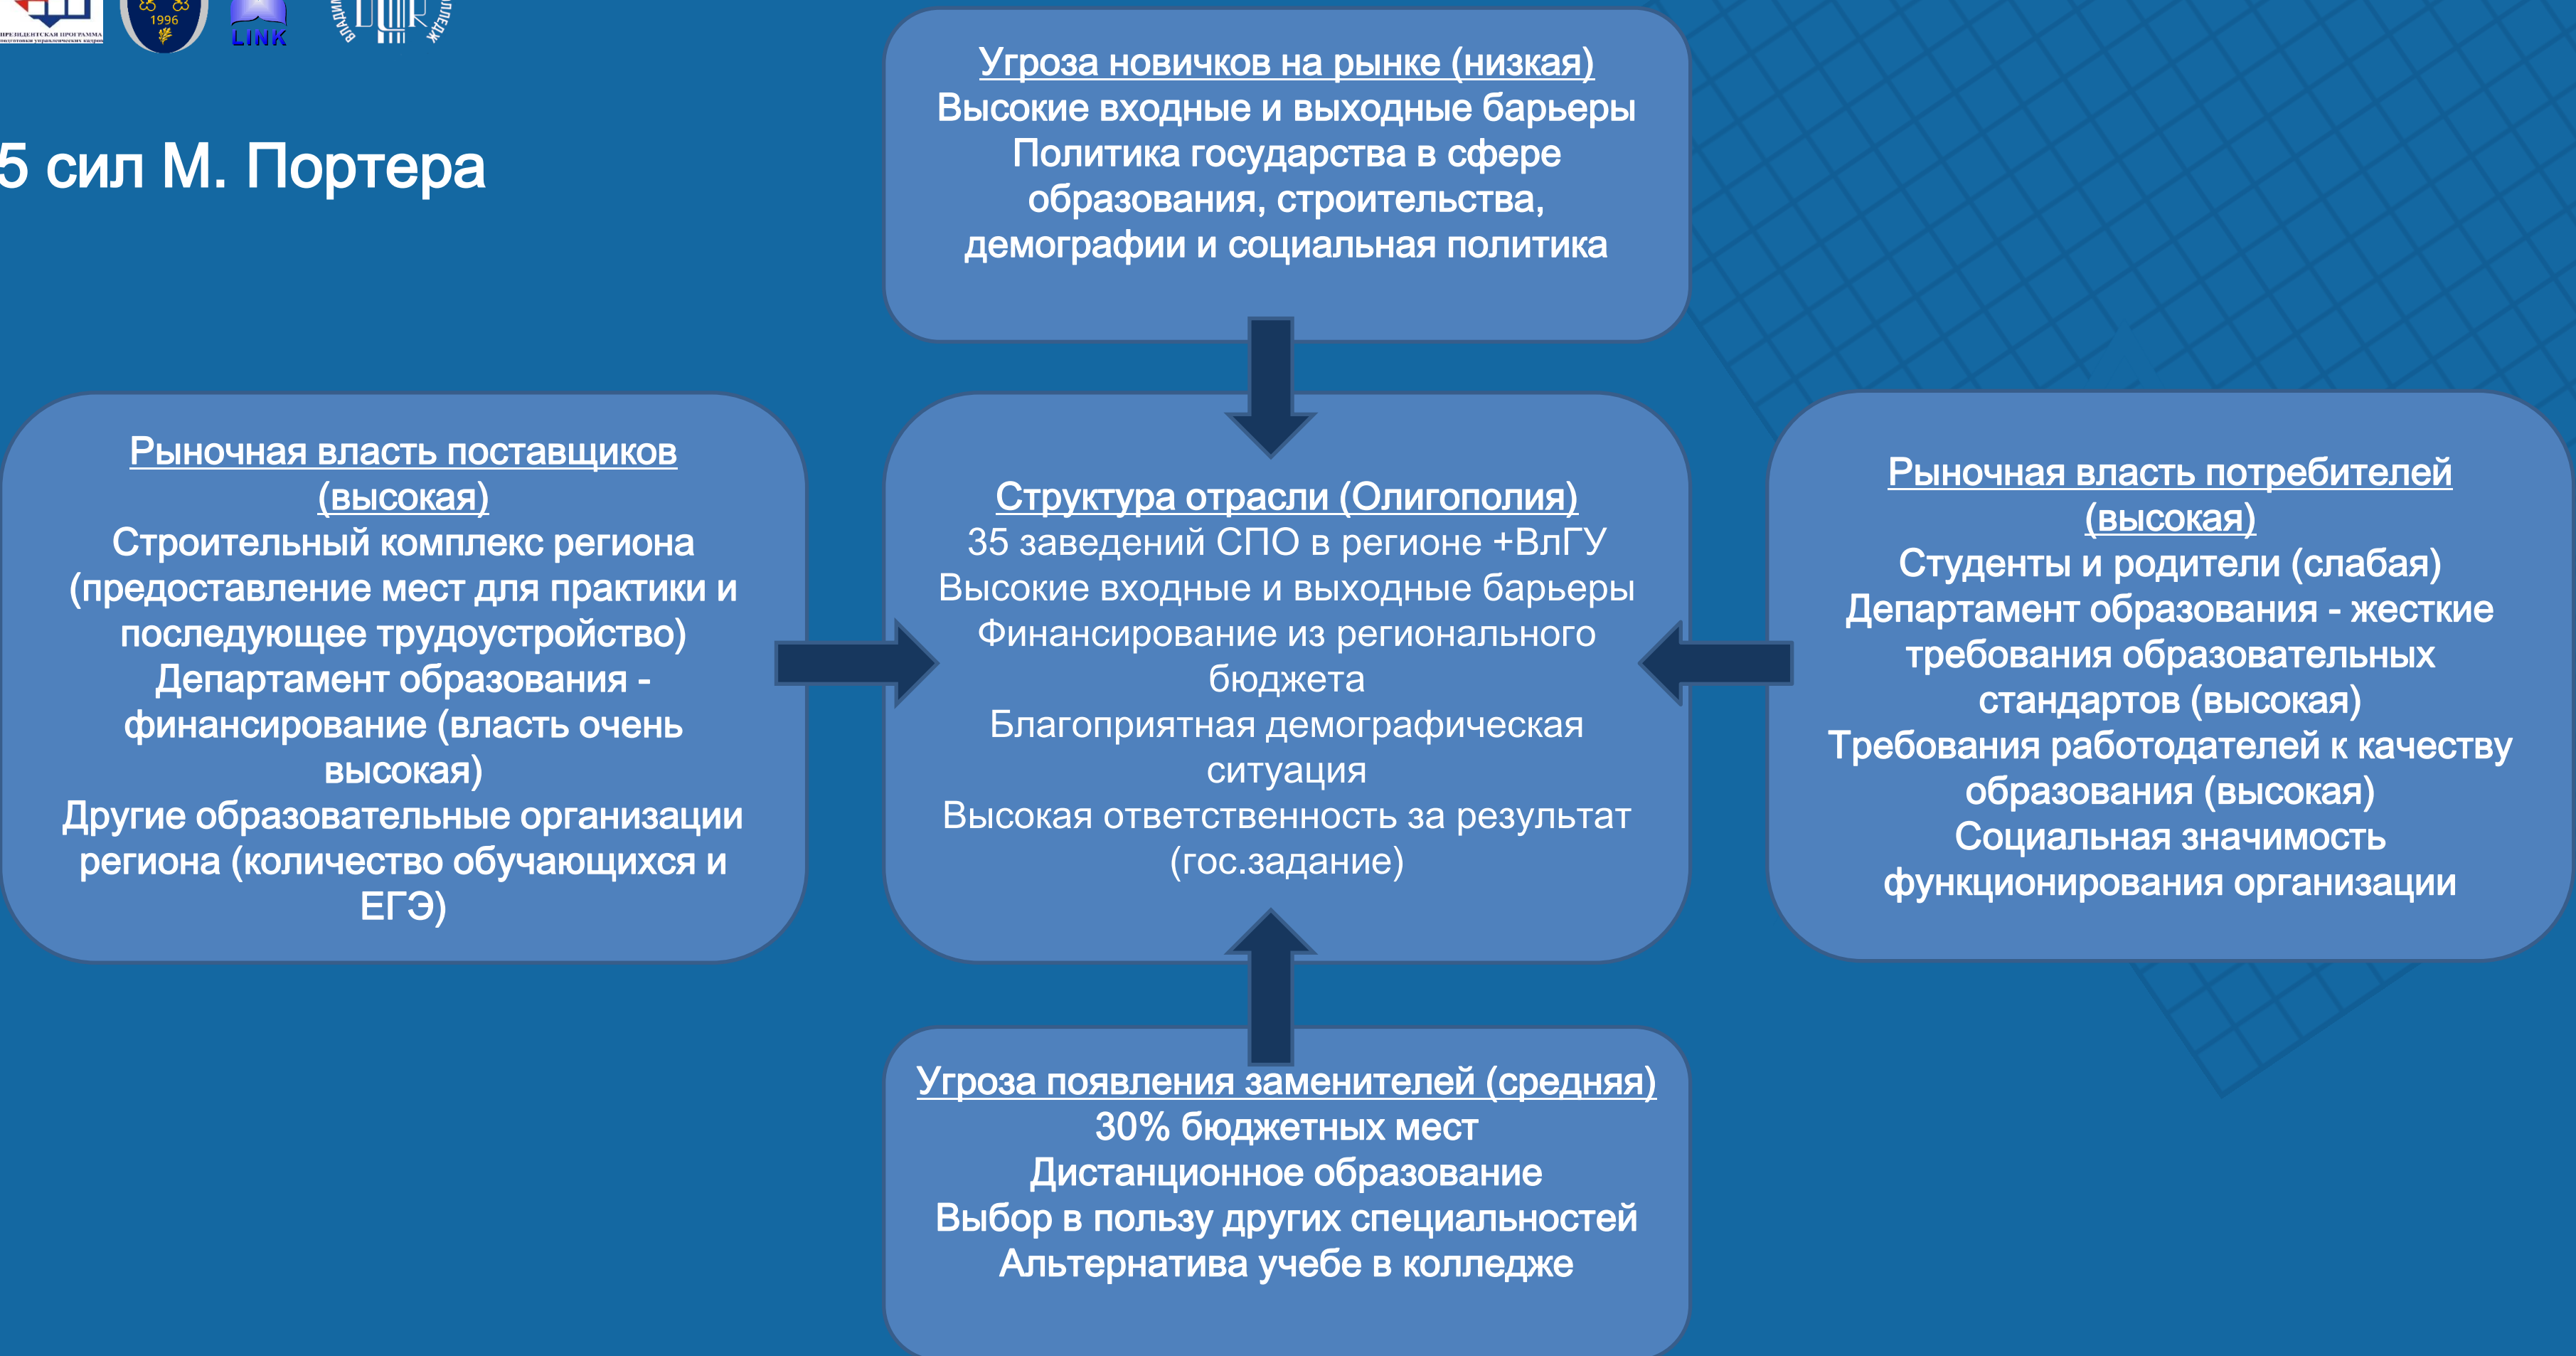 ПРЕЗИДЕНТСКАЯ ПРОГРАММА
подготовки управленческих кадров
1996
LINK
5 сил М. Портера
Угроза новичков на рынке (низкая)
Высокие входные и выходные барьеры
Политика государства в сфере
образования, строительства,
демографии и социальная политика
Рыночная власть поставщиков
(высокая)
Строительный комплекс региона
(предоставление мест для практики и
последующее трудоустройство)
Департамент образования -
финансирование (власть очень
высокая)
Другие образовательные организации
региона (количество обучающихся и
ЕГЭ)
Структура отрасли (Олигополия)
35 заведений СПО в регионе +ВлГУ
Высокие входные и выходные барьеры
Финансирование из регионального
бюджета
Благоприятная демографическая
ситуация
Высокая ответственность за результат
(гос.задание)
Рыночная власть потребителей
(высокая)
Студенты и родители (слабая)
Департамент образования - жесткие
требования образовательных
стандартов (высокая)
Требования работодателей к качеству
образования (высокая)
Социальная значимость
функционирования организации
Угроза появления заменителей (средняя)
30% бюджетных мест
Дистанционное образование
Выбор в пользу других специальностей
Альтернатива учебе в колледже